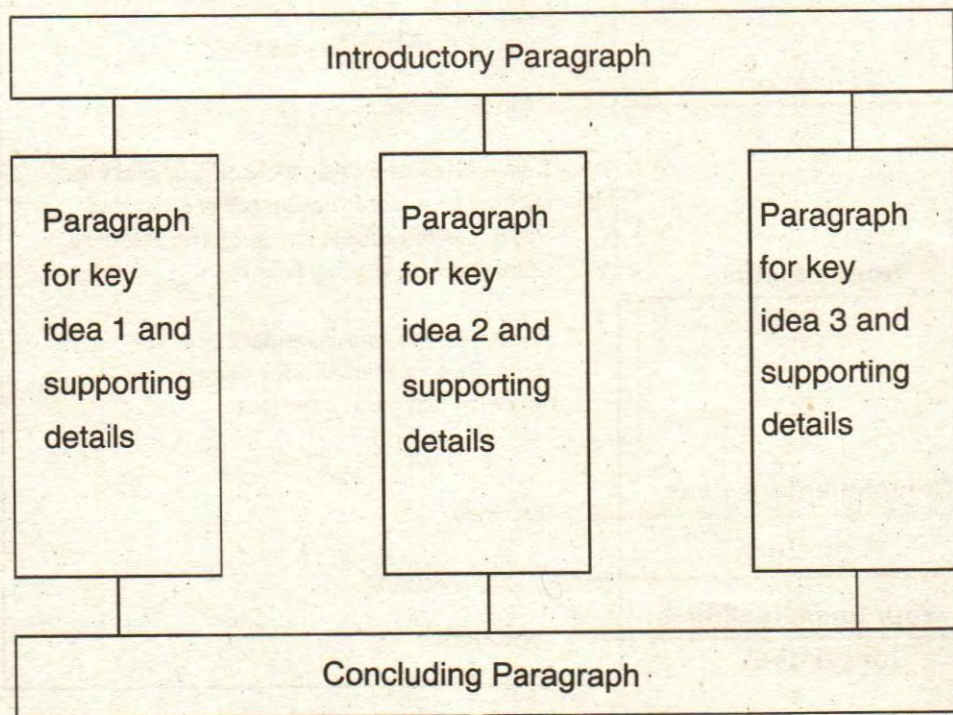 Introductory Paragraph
Paragraph
for key
idea 1 and
supporting
details
Paragraph
for key
idea 2 and
supporting
details
Paragraph
for key
idea 3 and
supporting
details
Concluding Paragraph